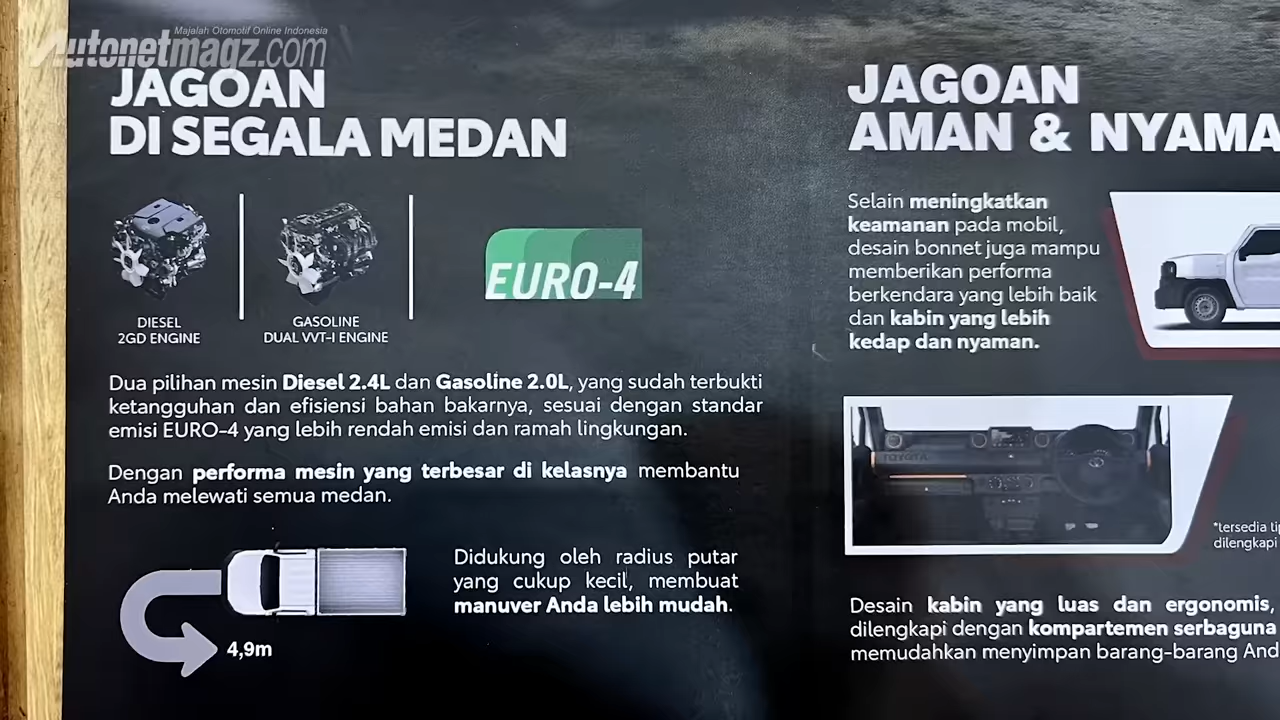 Majalah Otomotif Online Indonesia
Autonetmagz.com
JAGOAN
DI SEGALA MEDAN
DIESEL
2GD ENGINE
GASOLINE
DUAL VVT-I ENGINE
EURO-4
Dua pilihan mesin Diesel 2.4L dan Gasoline 2.0L, yang sudah terbukti
ketangguhan dan efisiensi bahan bakarnya, sesuai dengan standar
emisi EURO-4 yang lebih rendah emisi dan ramah lingkungan.
Dengan performa mesin yang terbesar di kelasnya membantu
Anda melewati semua medan.
4,9m
Didukung oleh radius putar
yang cukup kecil, membuat
manuver Anda lebih mudah.
JAGOAN
AMAN & NYAMA
Selain meningkatkan
keamanan pada mobil,
desain bonnet juga mampu
memberikan performa
berkendara yang lebih baik
dan kabin yang lebih
kedap dan nyaman.
TOYOTA
*tersedia ti
dilengkapi
Desain kabin yang luas dan ergonomis,
dilengkapi dengan kompartemen serbaguna
memudahkan menyimpan barang-barang And